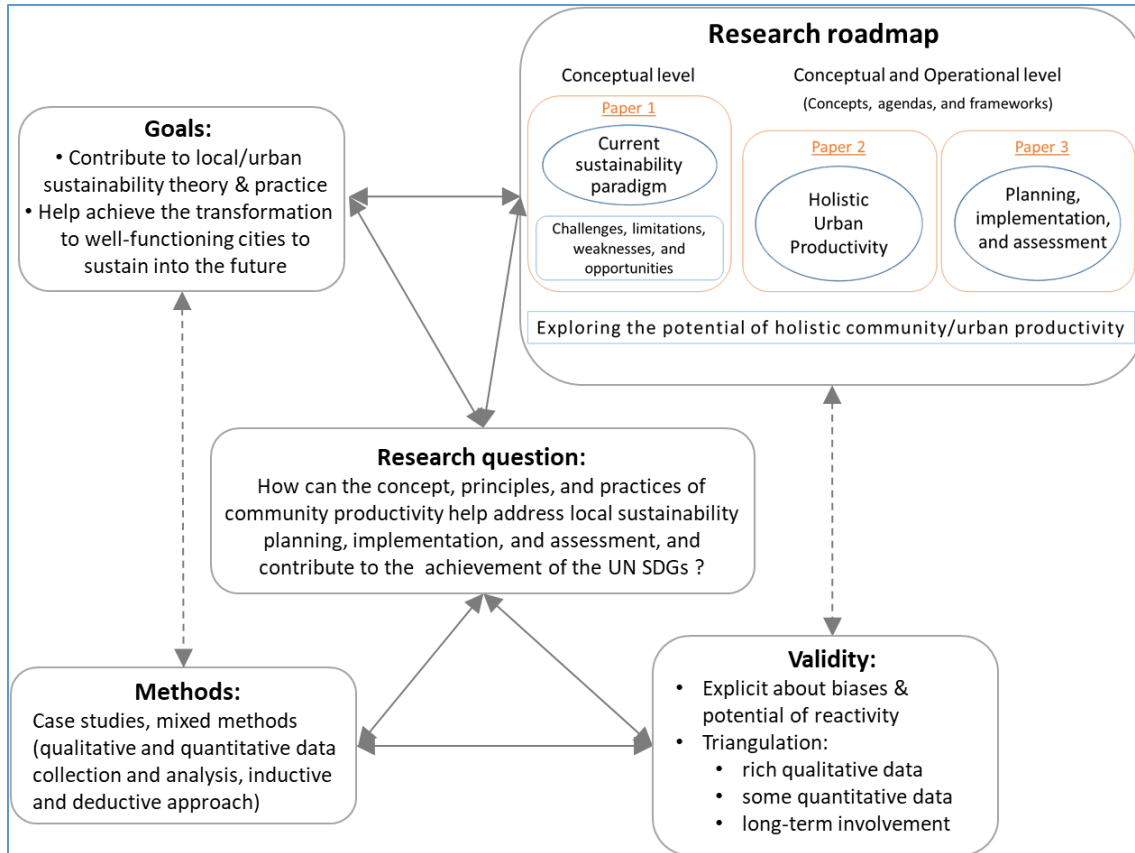 Research roadmap
Conceptual level
Conceptual and Operational level
(Concepts, agendas, and frameworks)
Paper 1
Current
sustainability
paradigm
Challenges, limitations,
weaknesses, and
opportunities
Paper 2
Holistic
Urban
Productivity
Paper 3
Planning,
implementation,
and assessment
Exploring the potential of holistic community/urban productivity
Goals:
• Contribute to local/urban
sustainability theory & practice
• Help achieve the transformation
to well-functioning cities to
sustain into the future
Research question:
How can the concept, principles, and practices of
community productivity help address local sustainability
planning, implementation, and assessment, and
contribute to the achievement of the UN SDGs ?
Methods:
Case studies, mixed methods
(qualitative and quantitative data
collection and analysis, inductive
and deductive approach)
Validity:
• Explicit about biases &
potential of reactivity
• Triangulation:
• rich qualitative data
• some quantitative data
• long-term involvement